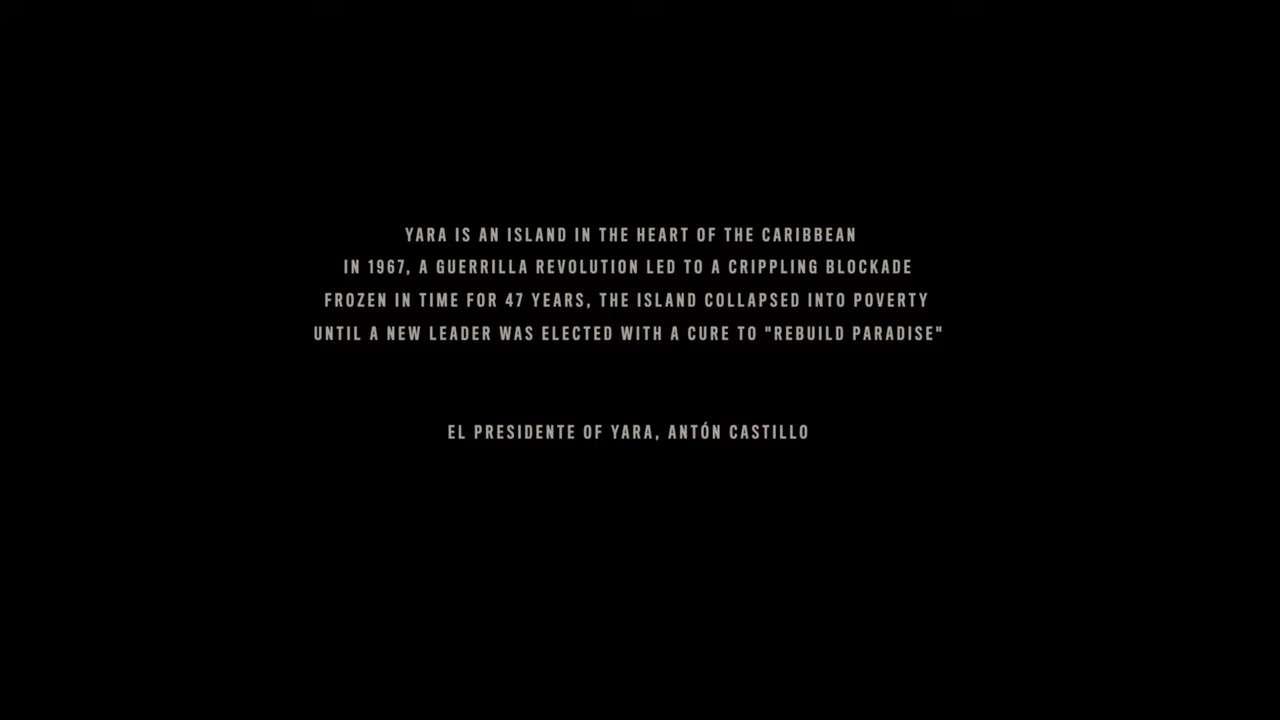 YARA IS AN ISLAND IN THE HEART OF THE CARIBBEAN
IN 1967, A GUERRILLA REVOLUTION LED TO A CRIPPLING BLOCKADE
FROZEN IN TIME FOR 47 YEARS, THE ISLAND COLLAPSED INTO POVERTY
UNTIL A NEW LEADER WAS ELECTED WITH A CURE TO "REBUILD PARADISE"
EL PRESIDENTE OF YARA, ANTÓN CASTILLO